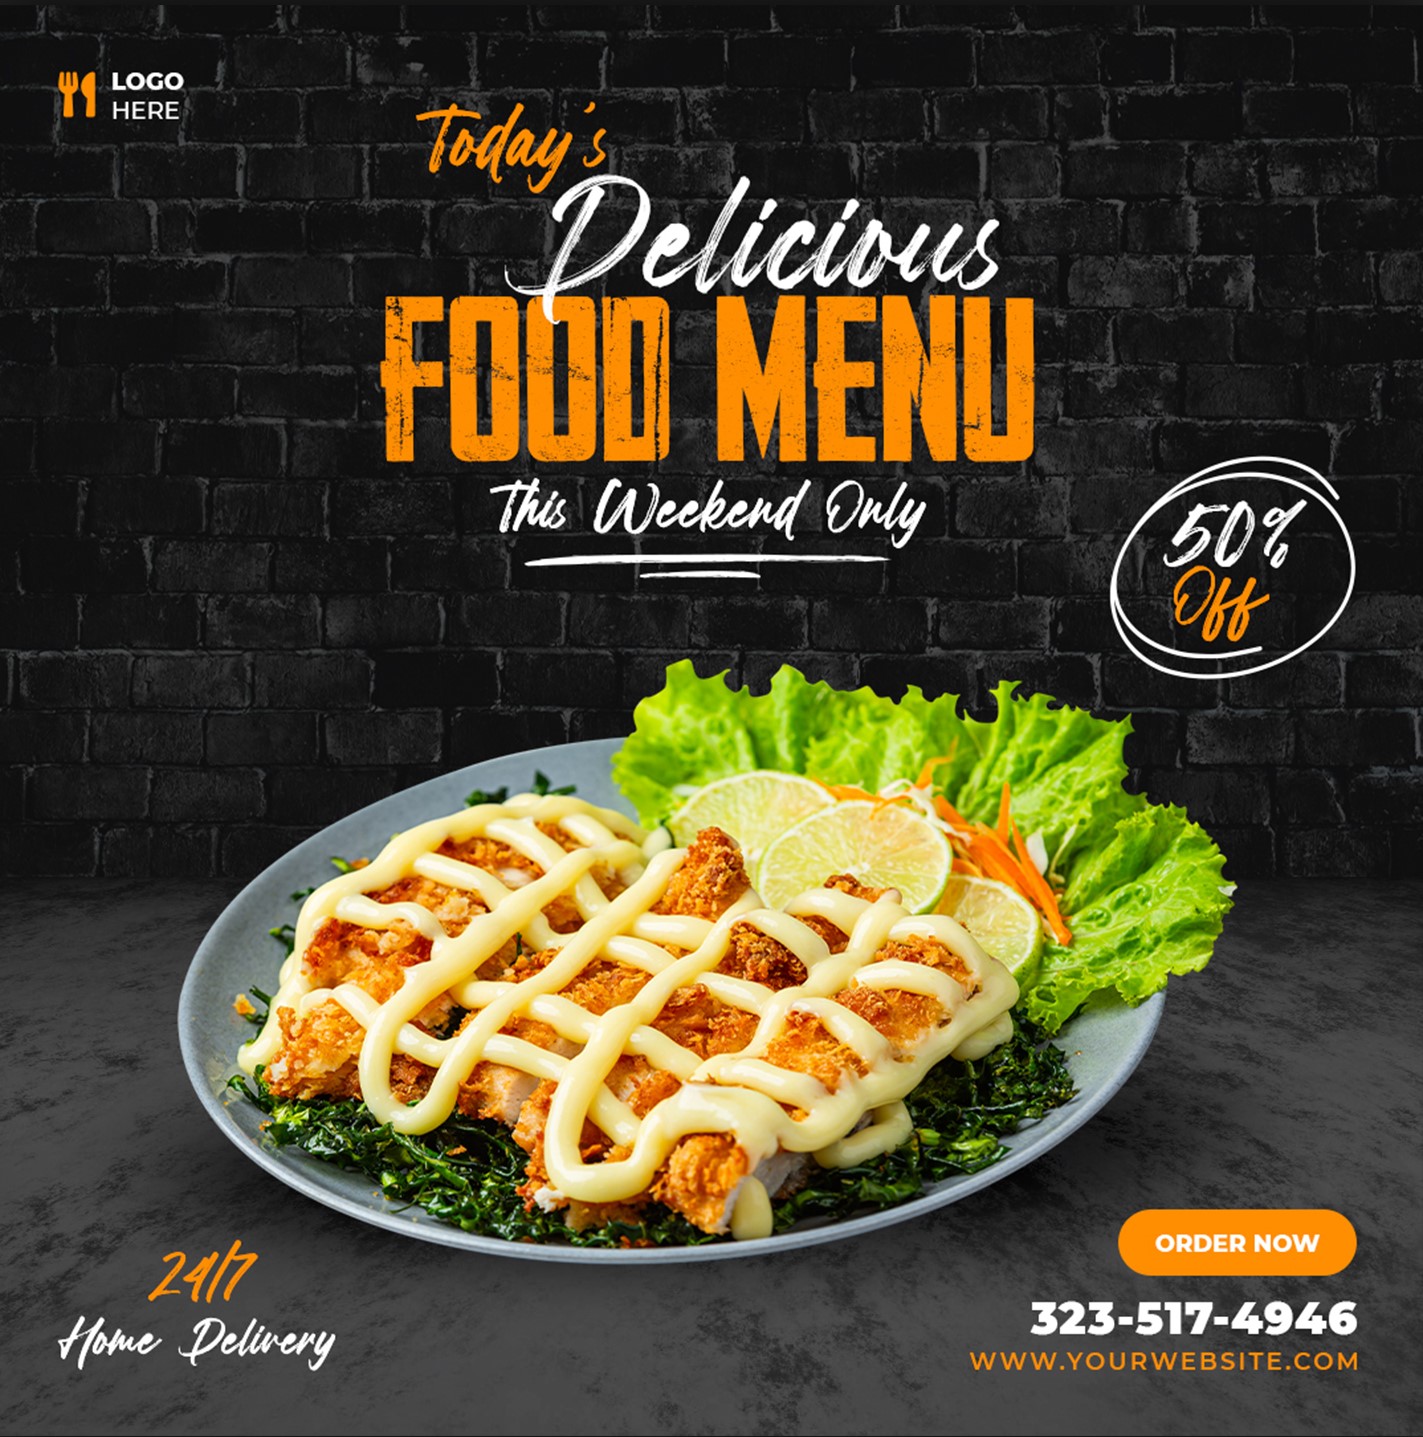 LOGO
HERE
Today's
Delicious
FOOD MENU
This Weekend Only
50%
Off
24/7
Home Delivery
ORDER NOW
323-517-4946
WWW.YOURWEBSITE.COM